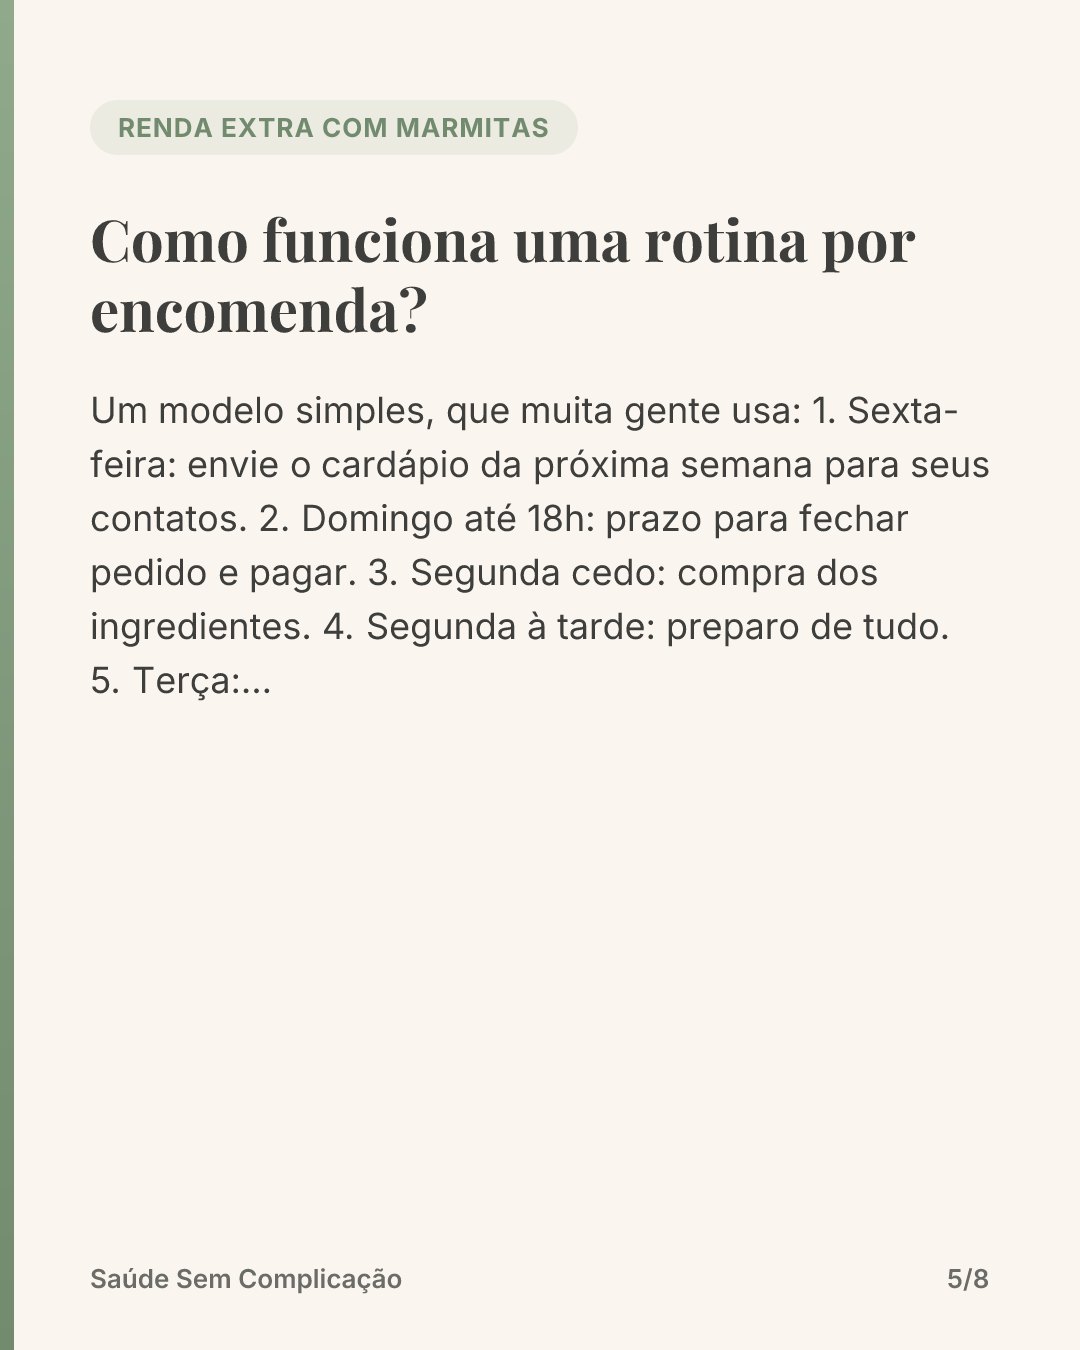 RENDA EXTRA COM MARMITAS
Como funciona uma rotina por
encomenda?
Um modelo simples, que muita gente usa: 1. Sexta-
feira: envie o cardápio da próxima semana para seus
contatos. 2. Domingo até 18h: prazo para fechar
pedido e pagar. 3. Segunda cedo: compra dos
ingredientes. 4. Segunda à tarde: preparo de tudo.
5. Terça:...
Saúde Sem Complicação
5/8